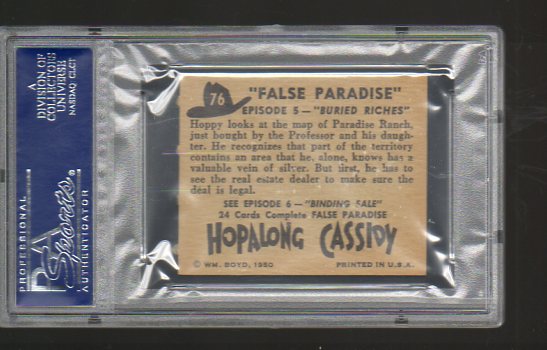 A
DIVISION OF
COLLECTORS
UNIVERSE
NASDAQ: CLCT
PROFESSIONAL
PSA
Sports®
AUTHENTICATOR
76
"FALSE PARADISE"
EPISODE 5 — "BURIED RICHES"
Hoppy looks at the map of Paradise Ranch,
just bought by the Professor and his daugh-
ter. He recognizes that part of the territory
contains an area that he, alone, knows has a
valuable vein of silver. But first, he has to
see the real estate dealer to make sure the
deal is legal.
SEE EPISODE 6 — "BINDING SALE"
24 Cards Complete FALSE PARADISE
HOPALONG CASSIDY
© WM. BOYD, 1950 PRINTED IN U.S.A.